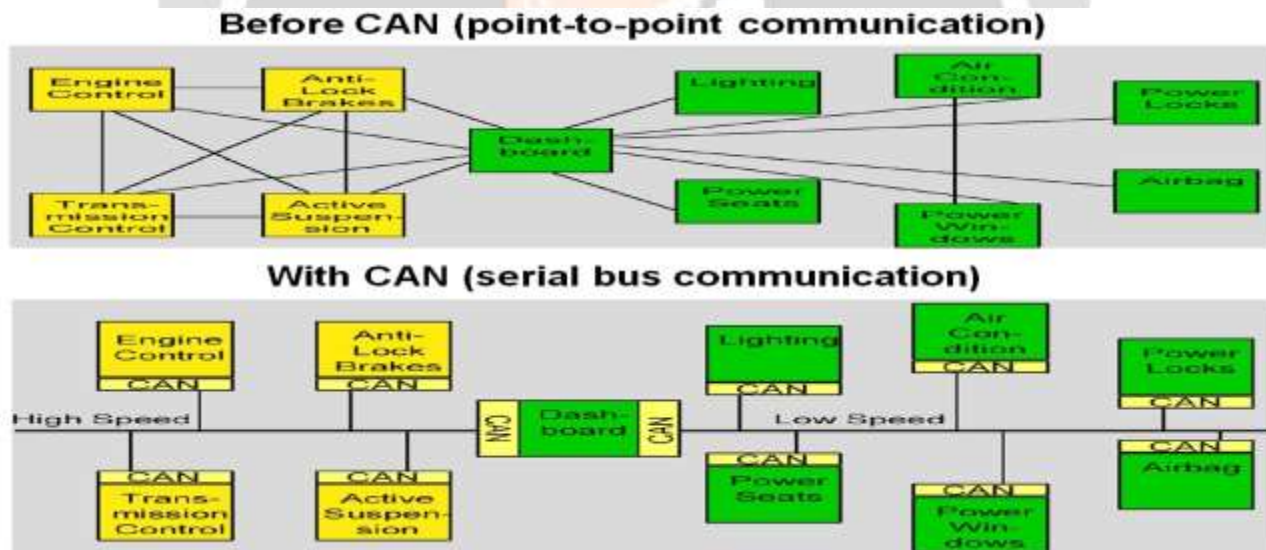 Before CAN (point-to-point communication)
Engine
Control
Anti-
Lock
Brakes
Lighting
Air
Con-
dition
Power
Locks
Dash-
board
Trans-
mission
Control
Active
Suspen-
sion
Power
Seats
Power
Win-
dows
Airbag
With CAN (serial bus communication)
Engine
Control
CAN
Anti-
Lock
Brakes
CAN
Lighting
CAN
Air
Con-
dition
CAN
Power
Locks
CAN
High Speed
CAN
Dash-
board
CAN
Low Speed
CAN
Trans-
mission
Control
CAN
Active
Suspen-
sion
CAN
Power
Seats
CAN
Power
Win-
dows
CAN
Airbag